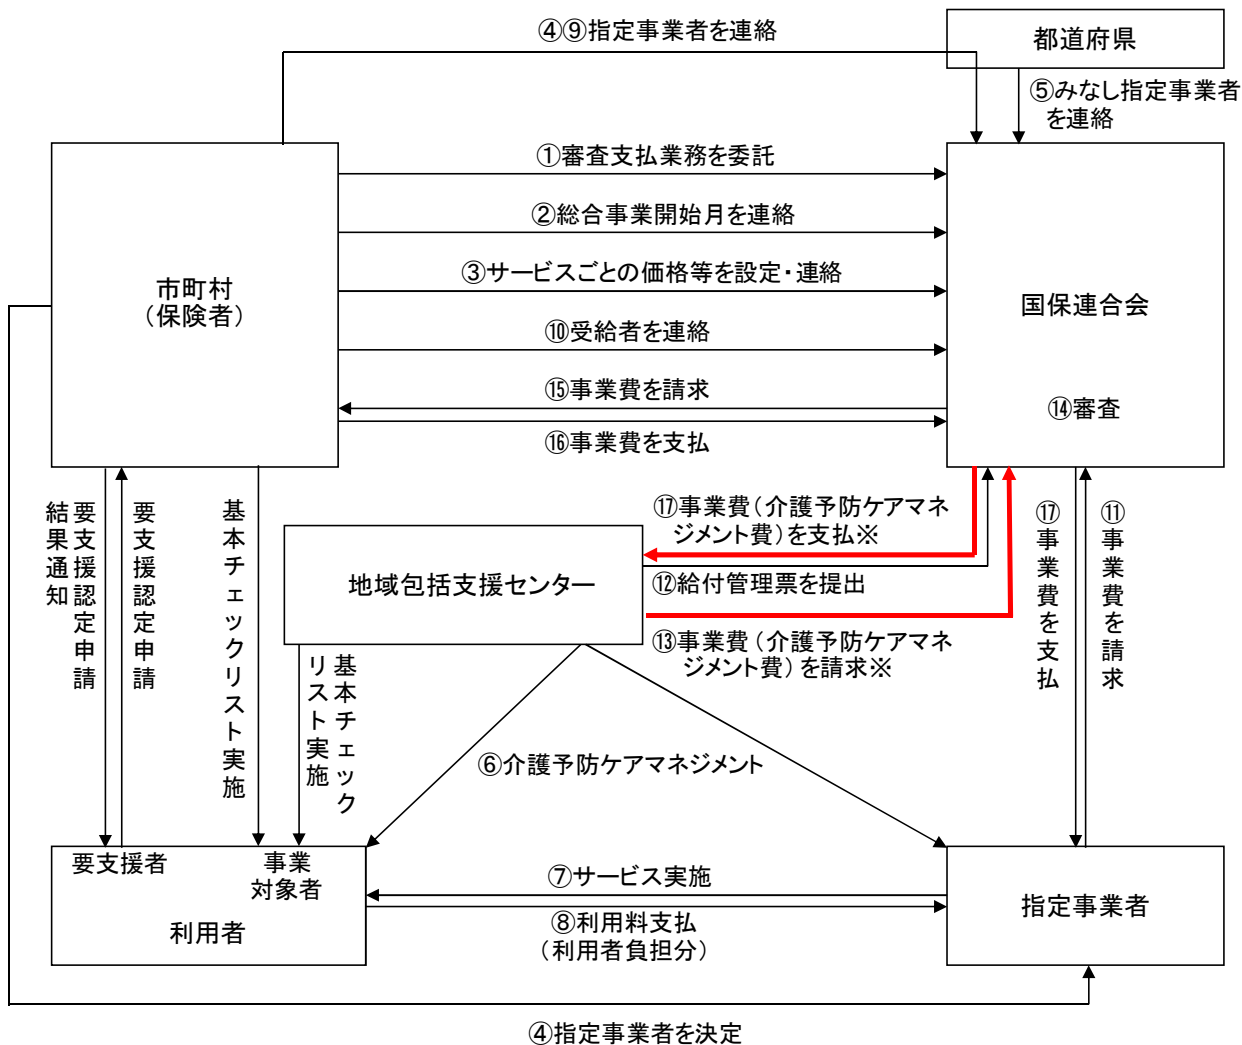 ④⑨指定事業者を連絡
都道府県
⑤みなし指定事業者
を連絡
①審査支払業務を委託
②総合事業開始月を連絡
③サービスごとの価格等を設定・連絡
市町村
（保険者）
国保連合会
⑩受給者を連絡
⑮事業費を請求
⑭審査
⑯事業費を支払
要支援認定申請
結果通知
要支援認定申請
基本チェックリスト実施
⑰事業費（介護予防ケアマネ
ジメント費）を支払※
地域包括支援センター
⑫給付管理票を提出
⑬事業費（介護予防ケアマネ
ジメント費）を請求※
⑰事業費を支払
⑪事業費を請求
基本チェック
リスト実施
⑥介護予防ケアマネジメント
要支援者
事業
対象者
利用者
⑦サービス実施
⑧利用料支払
（利用者負担分）
指定事業者
④指定事業者を決定